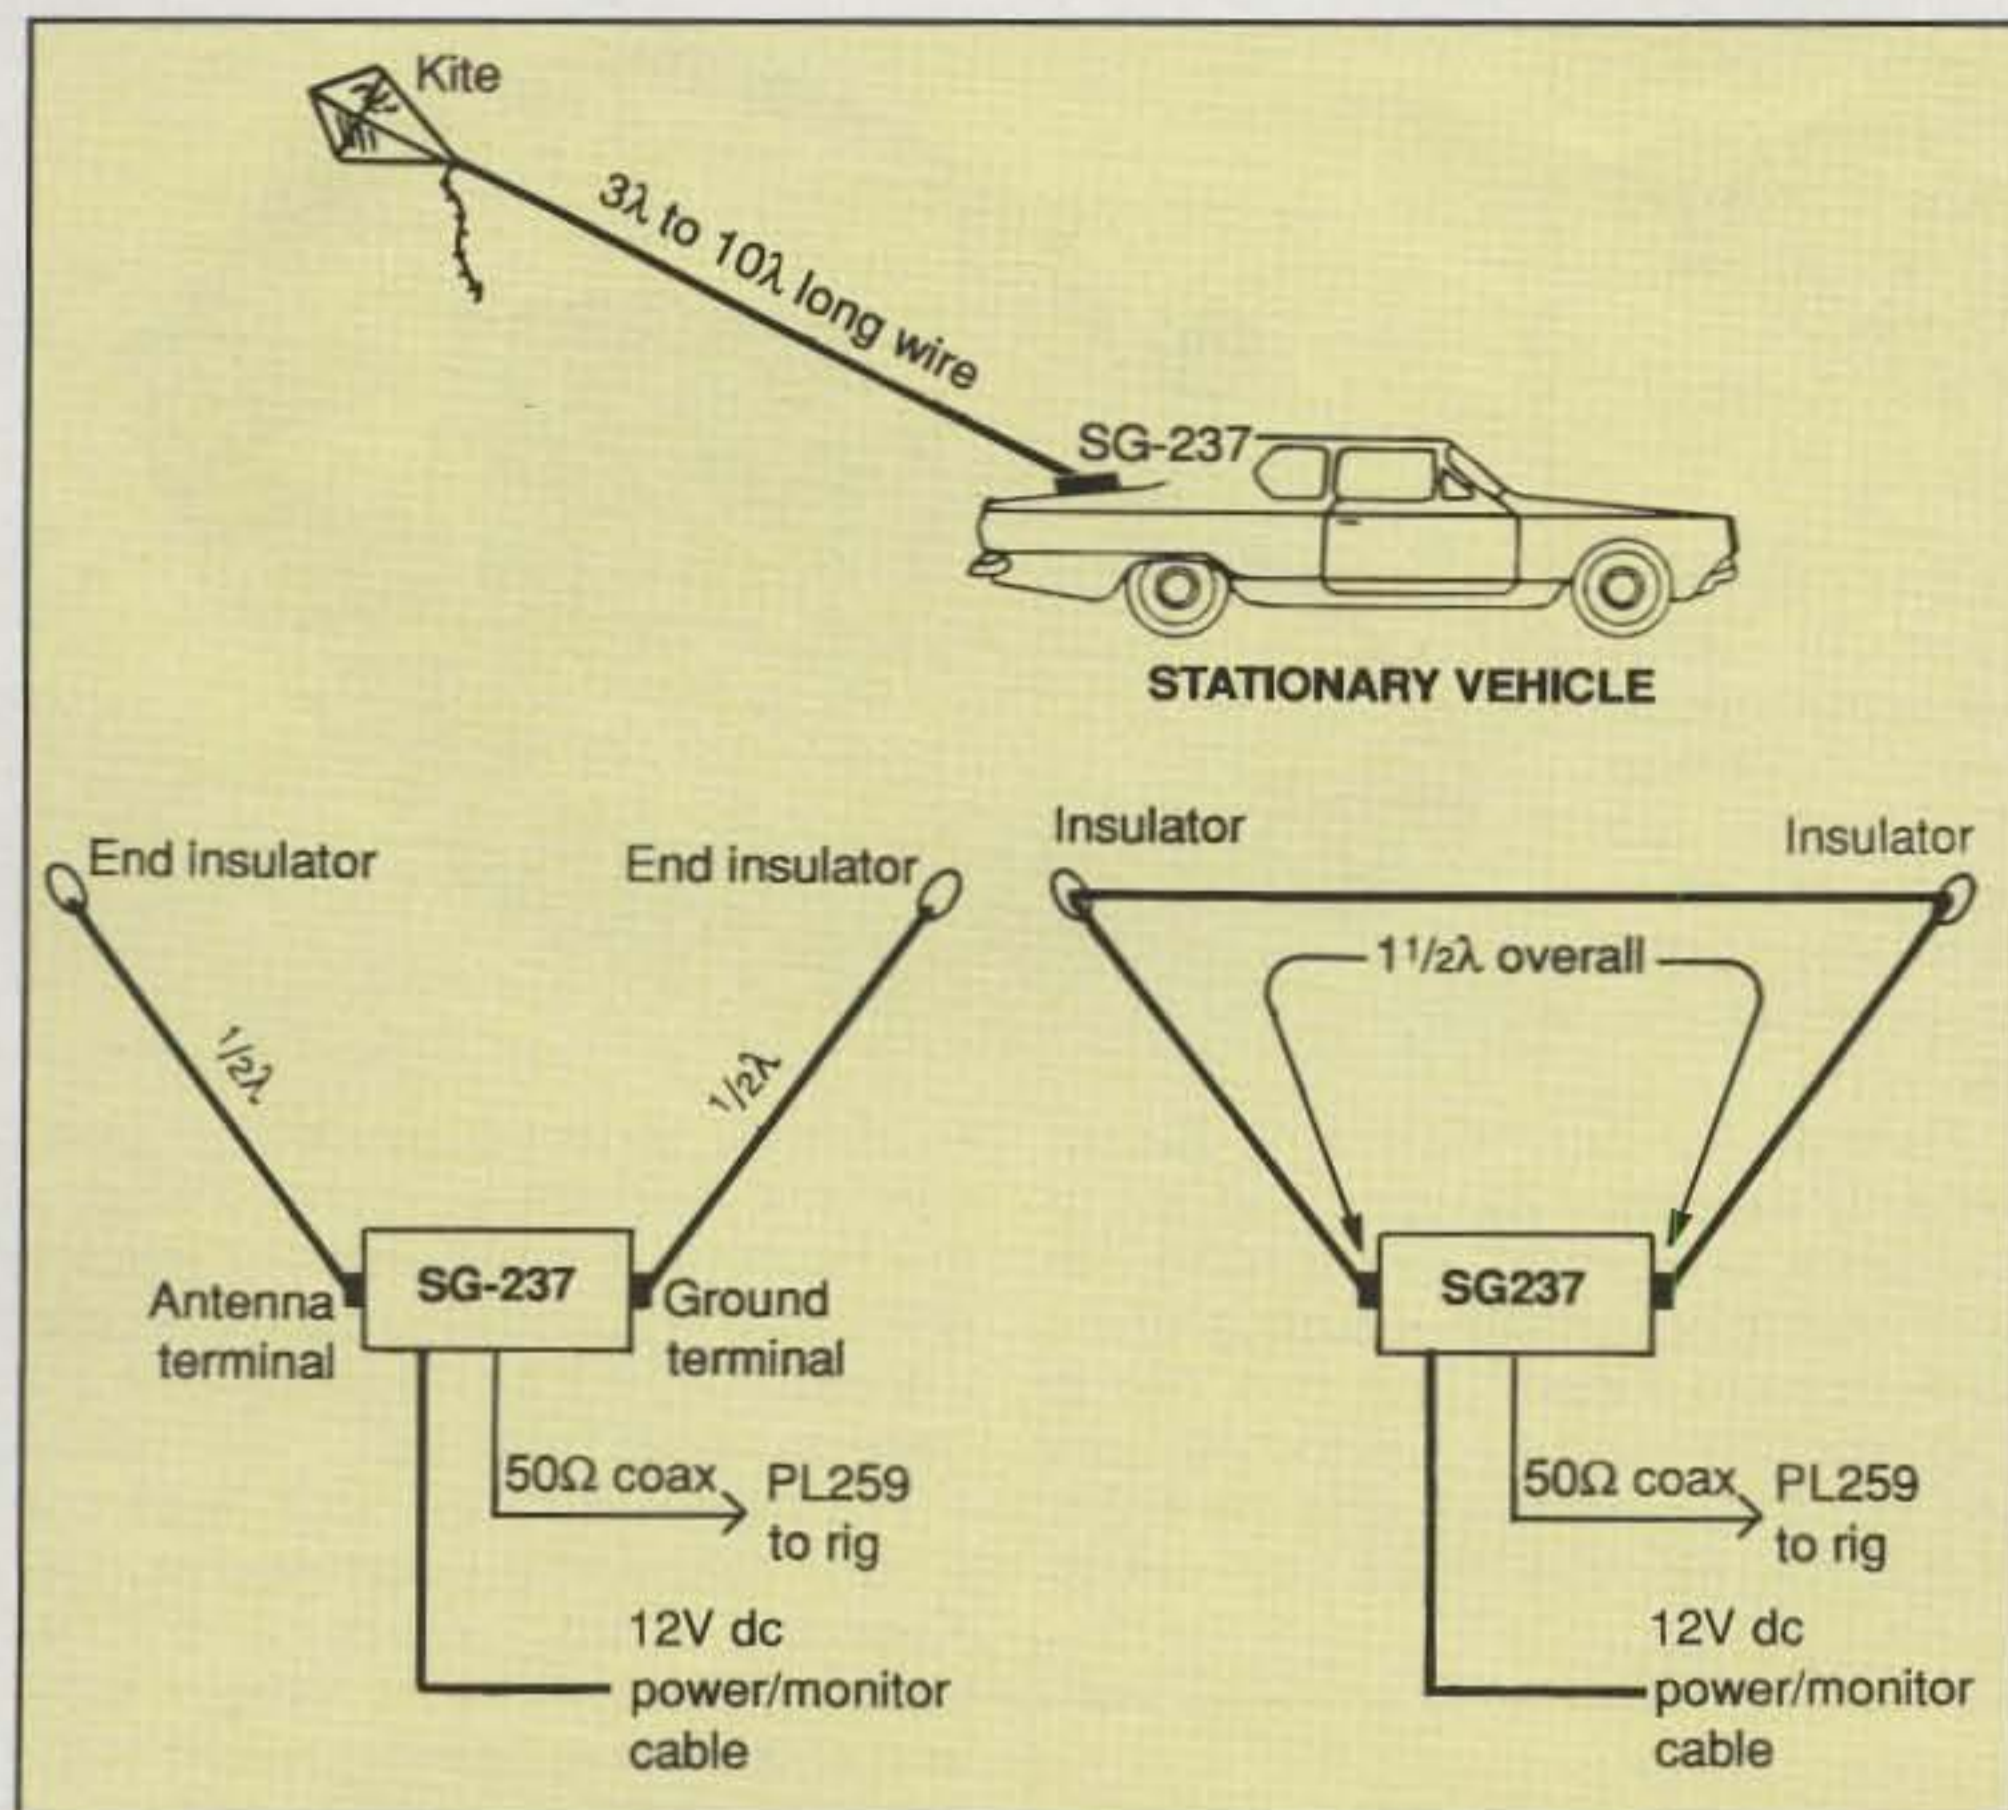 Kite
3λ to 10λ long wire
SG-237
STATIONARY VEHICLE
End insulator
End insulator
1/2λ
1/2λ
Antenna
terminal
SG-237
Ground
terminal
50Ω coax
PL259
to rig
12V dc
power/monitor
cable
Insulator
Insulator
1 1/2λ overall
SG237
50Ω coax
PL259
to rig
12V dc
power/monitor
cable